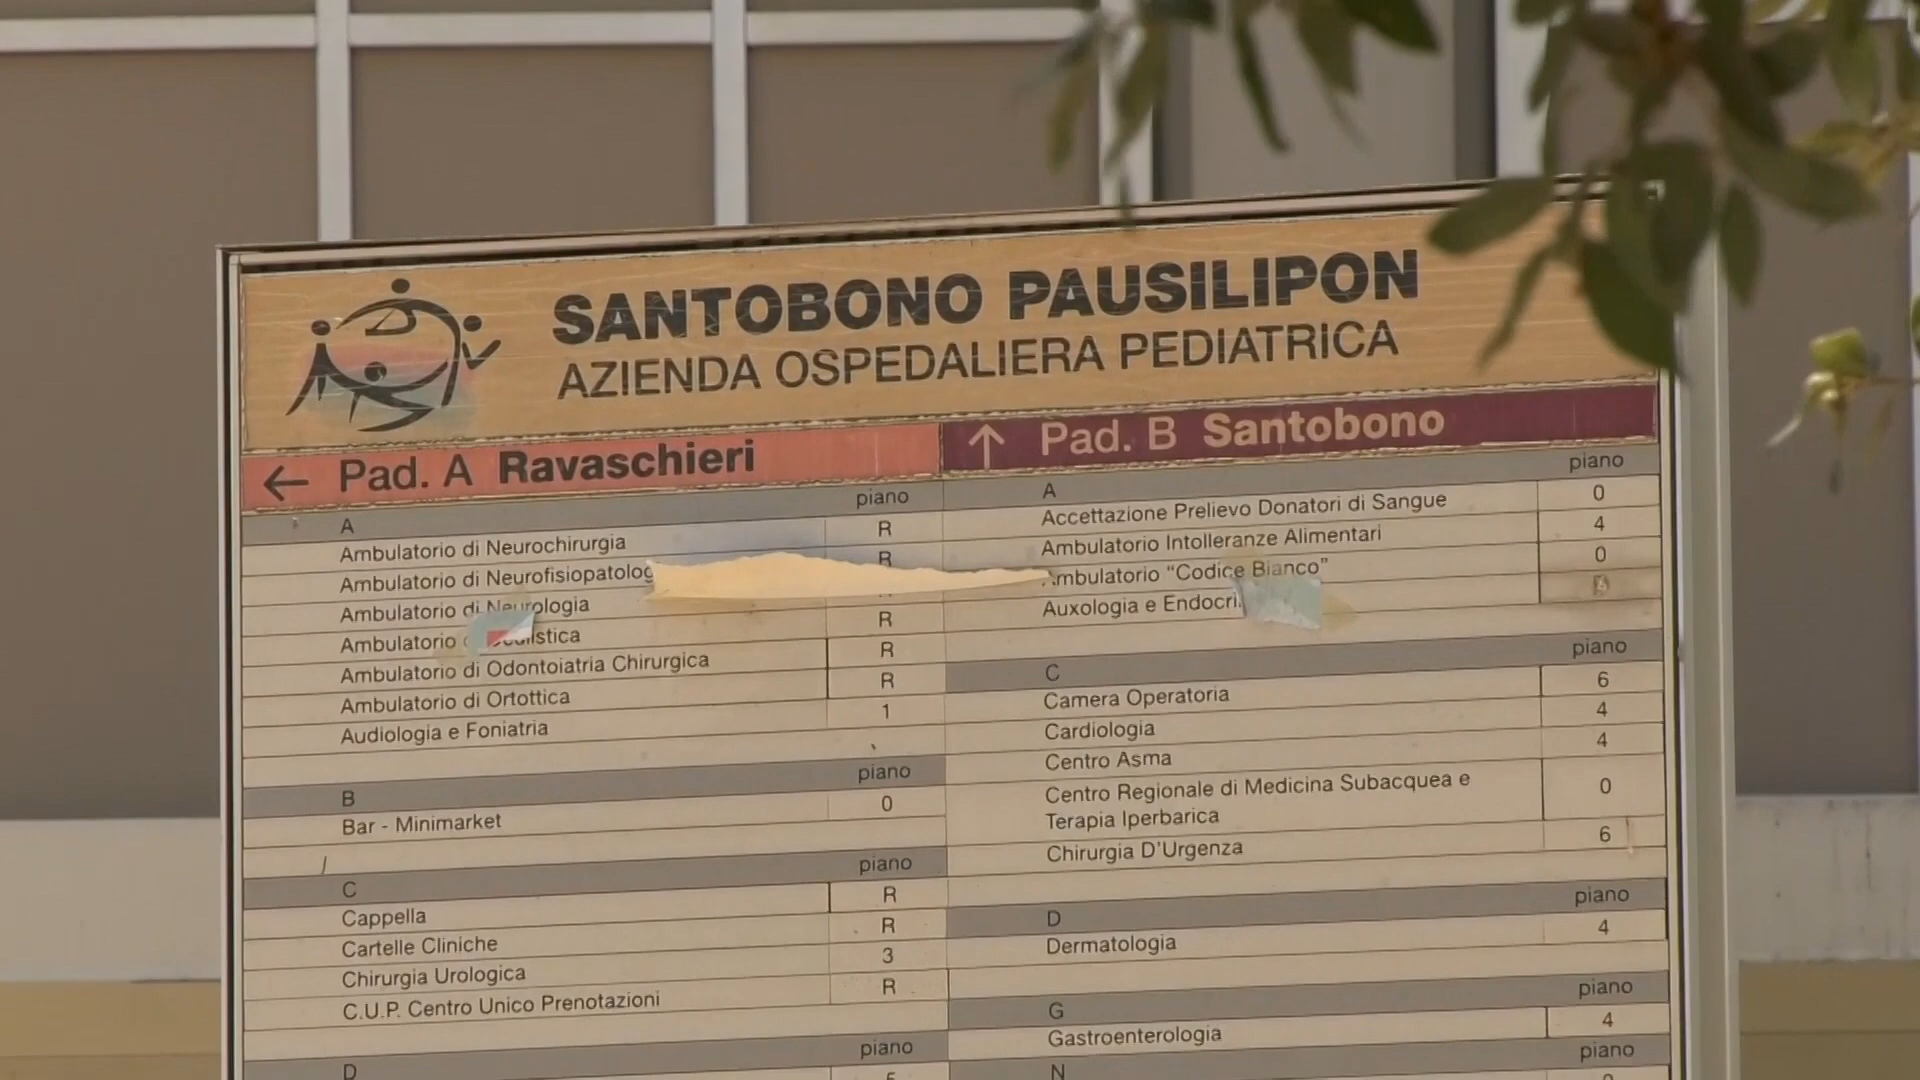 SANTOBONO PAUSILIPON
AZIENDA OSPEDALIERA PEDIATRICA
← Pad. A Ravaschieri
A piano
Ambulatorio di Neurochirurgia R
Ambulatorio di Neurofisiopatolog R
Ambulatorio di Neurologia
Ambulatorio R
Ambulatorio di Odontoiatria Chirurgica R
Ambulatorio di Ortottica R
Audiologia e Foniatria 1
B piano
Bar - Minimarket 0
C piano
Cappella R
Cartelle Cliniche R
Chirurgia Urologica 3
C.U.P. Centro Unico Prenotazioni R
D piano
↑ Pad. B Santobono
A piano
Accettazione Prelievo Donatori di Sangue 0
Ambulatorio Intolleranze Alimentari 4
Ambulatorio “Codice Bianco” 0
Auxologia e Endocri
C piano
Camera Operatoria 6
Cardiologia 4
Centro Asma 4
Centro Regionale di Medicina Subacquea e 0
Terapia Iperbarica
Chirurgia D'Urgenza 6
D piano
Dermatologia 4
G piano
Gastroenterologia 4
N piano